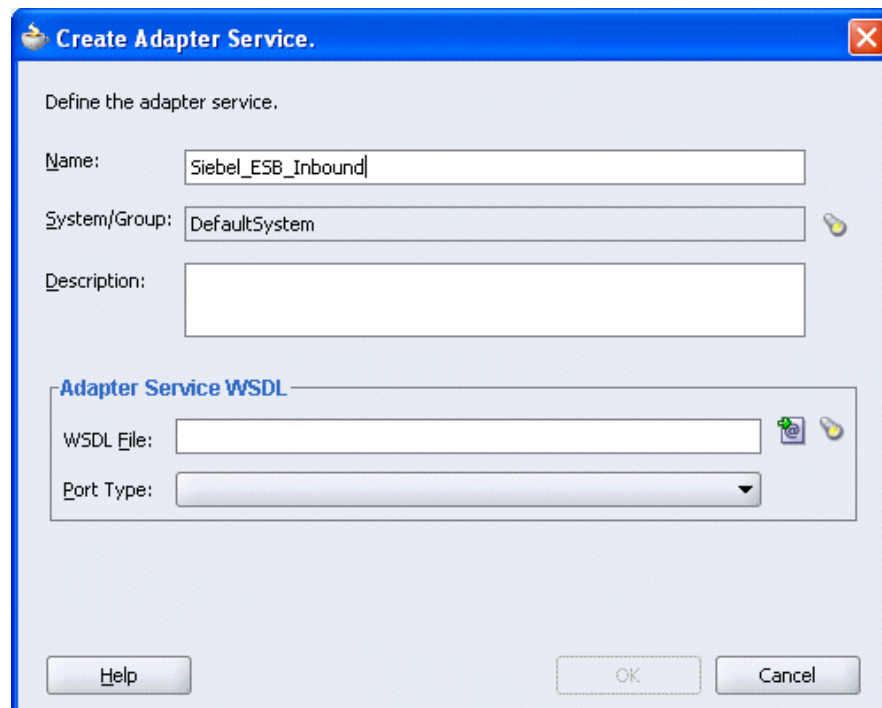 Create Adapter Service.
Define the adapter service.
Name: Siebel_ESB_Inbound
System/Group: DefaultSystem
Description:
Adapter Service WSDL
WSDL File:
Port Type:
Help OK Cancel